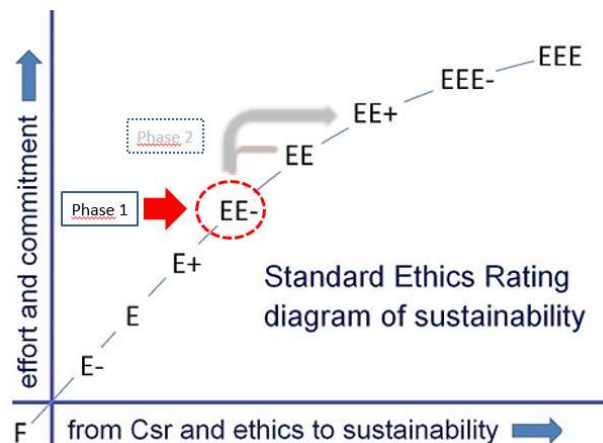 EEE
EEE-
EE+
Phase 2
EE
Phase 1
EE-
E+
Standard Ethics Rating
diagram of sustainability
E
E-
F
effort and commitment
from Csr and ethics to sustainability